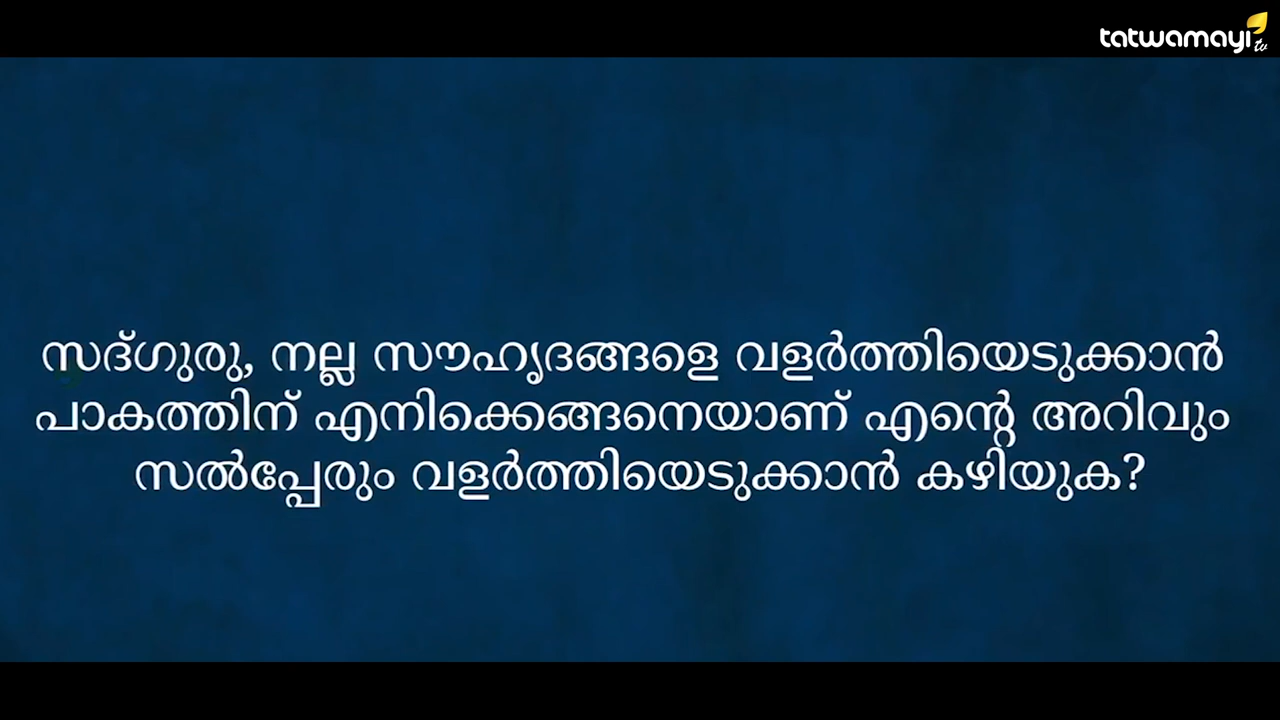 tatwamayi tv
സദ്ഗുരു, നല്ല സൗഹൃദങ്ങളെ വളർത്തിയെടുക്കാൻ
പാകത്തിന് എനിക്കെങ്ങനെയാണ് എന്റെ അറിവും
സൽപ്പേരും വളർത്തിയെടുക്കാൻ കഴിയുക?